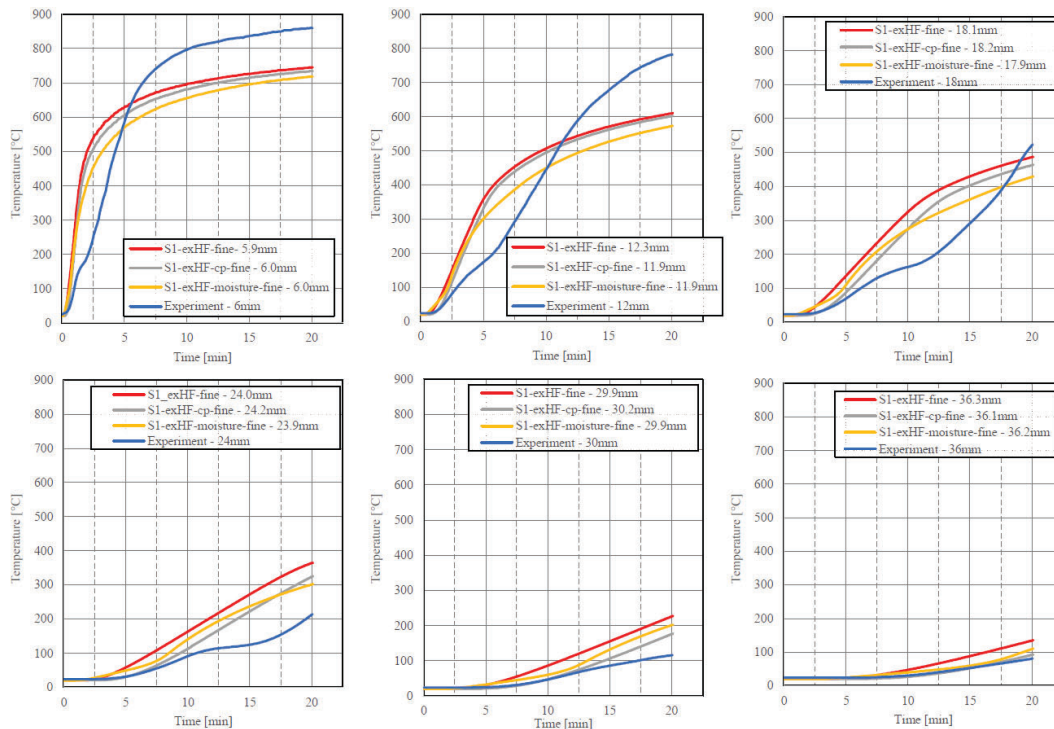 900
800
700
600
500
400
300
200
100
0
Temperature [°C]
S1-exHF-fine- 5.9mm
S1-exHF-cp-fine - 6.0mm
S1-exHF-moisture-fine - 6.0mm
Experiment - 6mm
0 5 10 15 20
Time [min]
900
800
700
600
500
400
300
200
100
0
Temperature [°C]
S1-exHF-fine - 12.3mm
S1-exHF-cp-fine - 11.9mm
S1-exHF-moisture-fine - 11.9mm
Experiment - 12mm
0 5 10 15 20
Time [min]
900
800
700
600
500
400
300
200
100
0
Temperature [°C]
S1-exHF-fine - 18.1mm
S1-exHF-cp-fine - 18.2mm
S1-exHF-moisture-fine - 17.9mm
Experiment - 18mm
0 5 10 15 20
Time [min]
900
800
700
600
500
400
300
200
100
0
Temperature [°C]
S1_exHF-fine - 24.0mm
S1-exHF-cp-fine - 24.2mm
S1-exHF-moisture-fine - 23.9mm
Experiment - 24mm
0 5 10 15 20
Time [min]
900
800
700
600
500
400
300
200
100
0
Temperature [°C]
S1-exHF-fine - 29.9mm
S1-exHF-cp-fine - 30.2mm
S1-exHF-moisture-fine - 29.9mm
Experiment - 30mm
0 5 10 15 20
Time [min]
900
800
700
600
500
400
300
200
100
0
Temperature [°C]
S1-exHF-fine - 36.3mm
S1-exHF-cp-fine - 36.1mm
S1-exHF-moisture-fine - 36.2mm
Experiment - 36mm
0 5 10 15 20
Time [min]